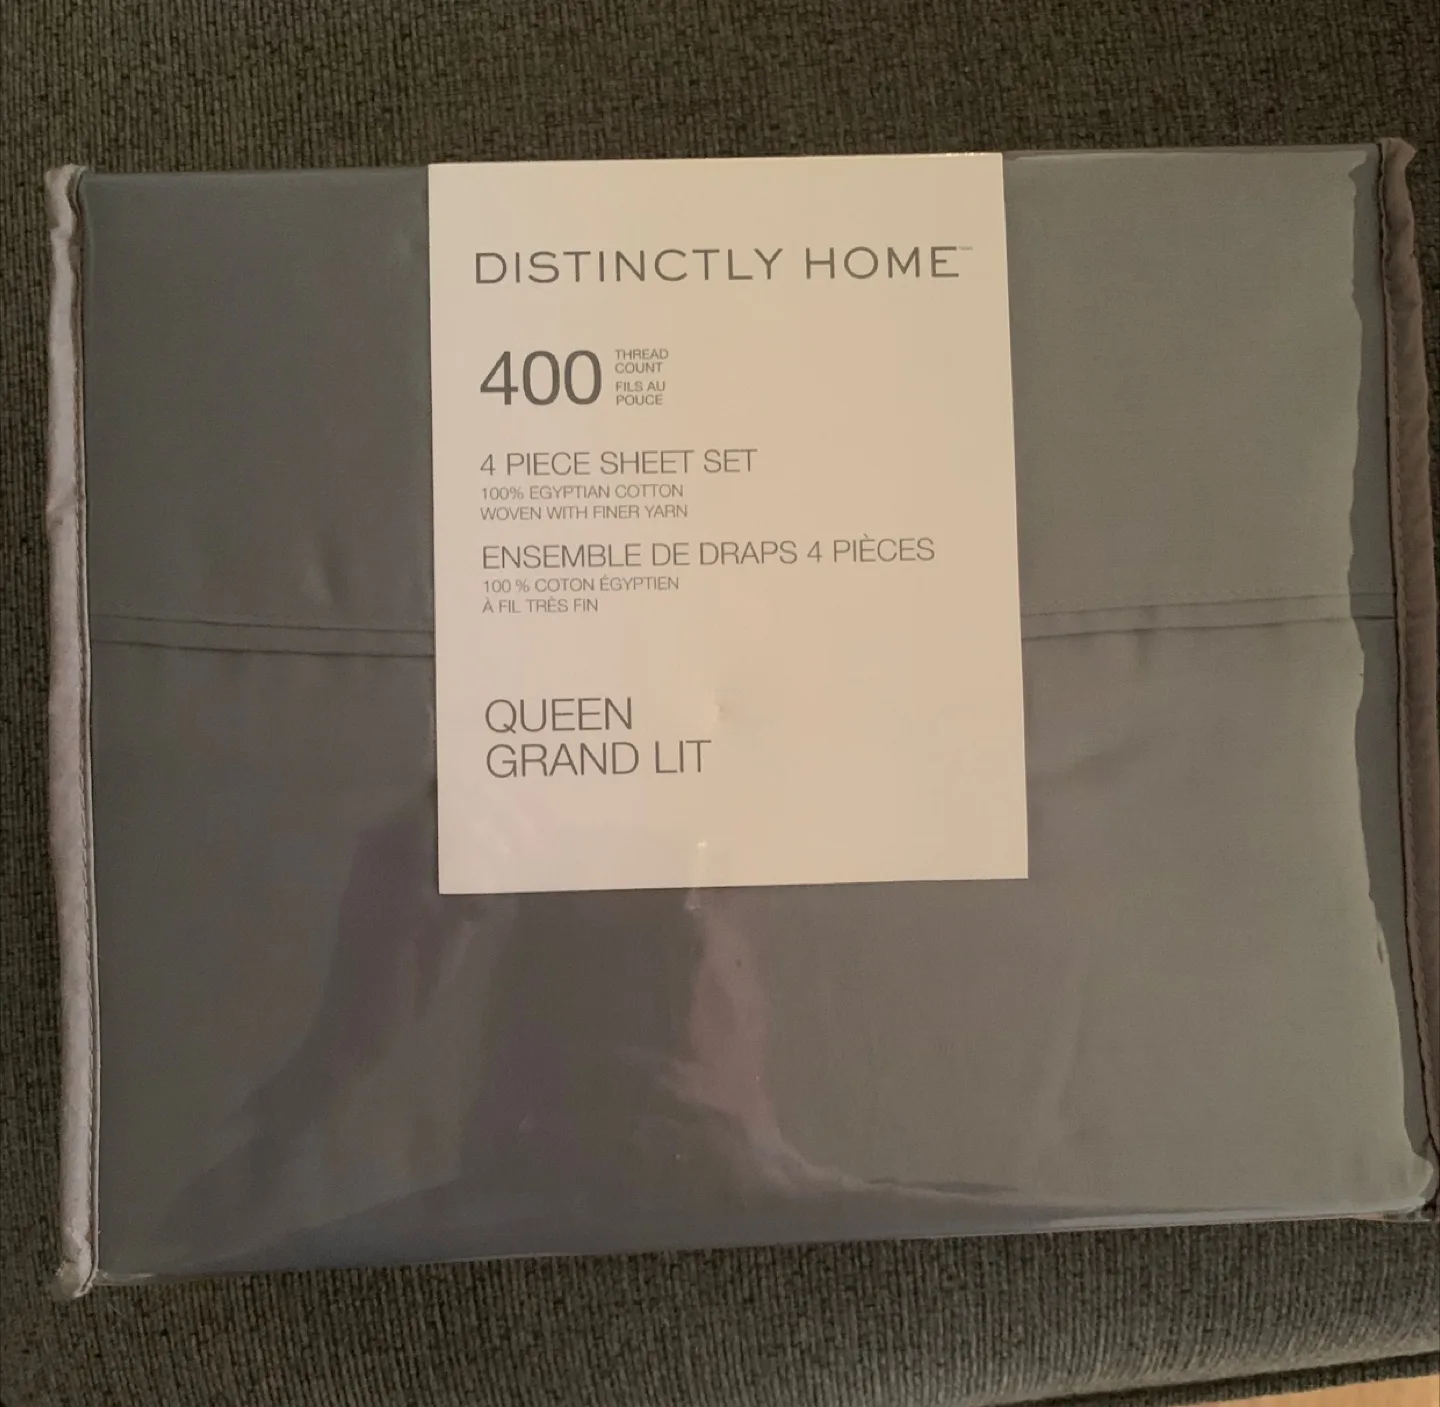 DISTINCTLY HOME™
400
THREAD
COUNT
FILS AU
POUCE
4 PIECE SHEET SET
100% EGYPTIAN COTTON
WOVEN WITH FINER YARN
ENSEMBLE DE DRAPS 4 PIÈCES
100 % COTON ÉGYPTIEN
À FIL TRÈS FIN
QUEEN
GRAND LIT